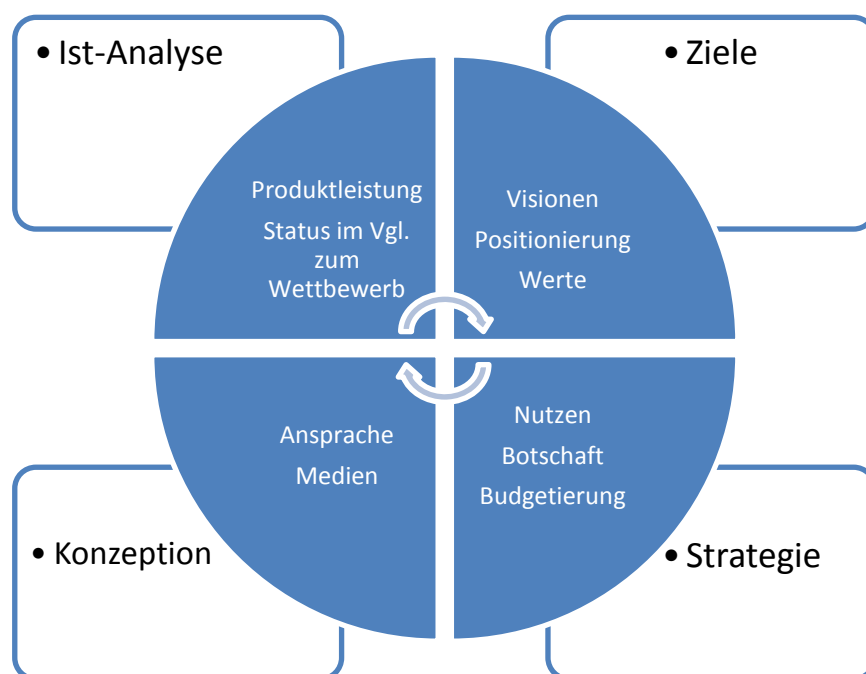 • Ist-Analyse
• Ziele
Produktleistung
Status im Vgl.
zum
Wettbewerb
Visionen
Positionierung
Werte
Ansprache
Medien
Nutzen
Botschaft
Budgetierung
• Konzeption
• Strategie